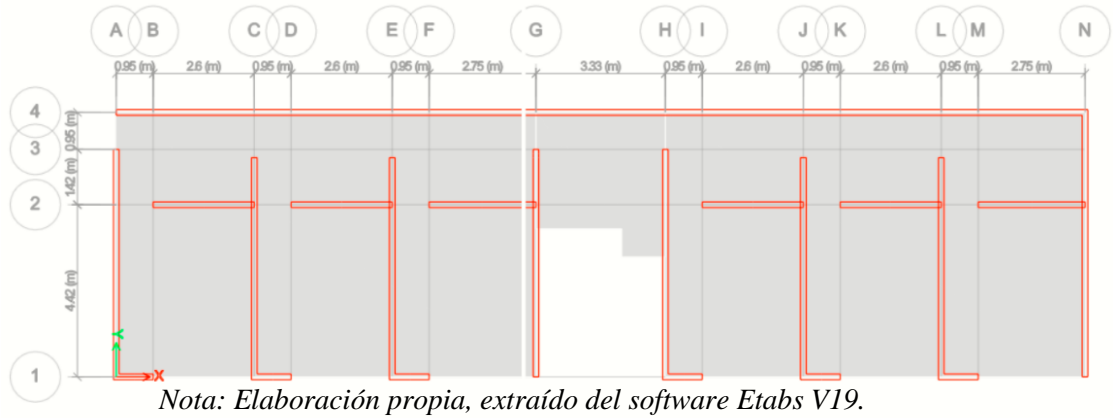 A B C D E F G H I J K L M N
0.95 (m) 2.6 (m) 0.95 (m) 2.6 (m) 0.95 (m) 2.75 (m) 3.33 (m) 0.95 (m) 2.6 (m) 0.95 (m) 2.6 (m) 0.95 (m) 2.75 (m)
4
0.95 (m)
3
1.42 (m)
2
4.42 (m)
Y
X
1
Nota: Elaboración propia, extraído del software Etabs V19.